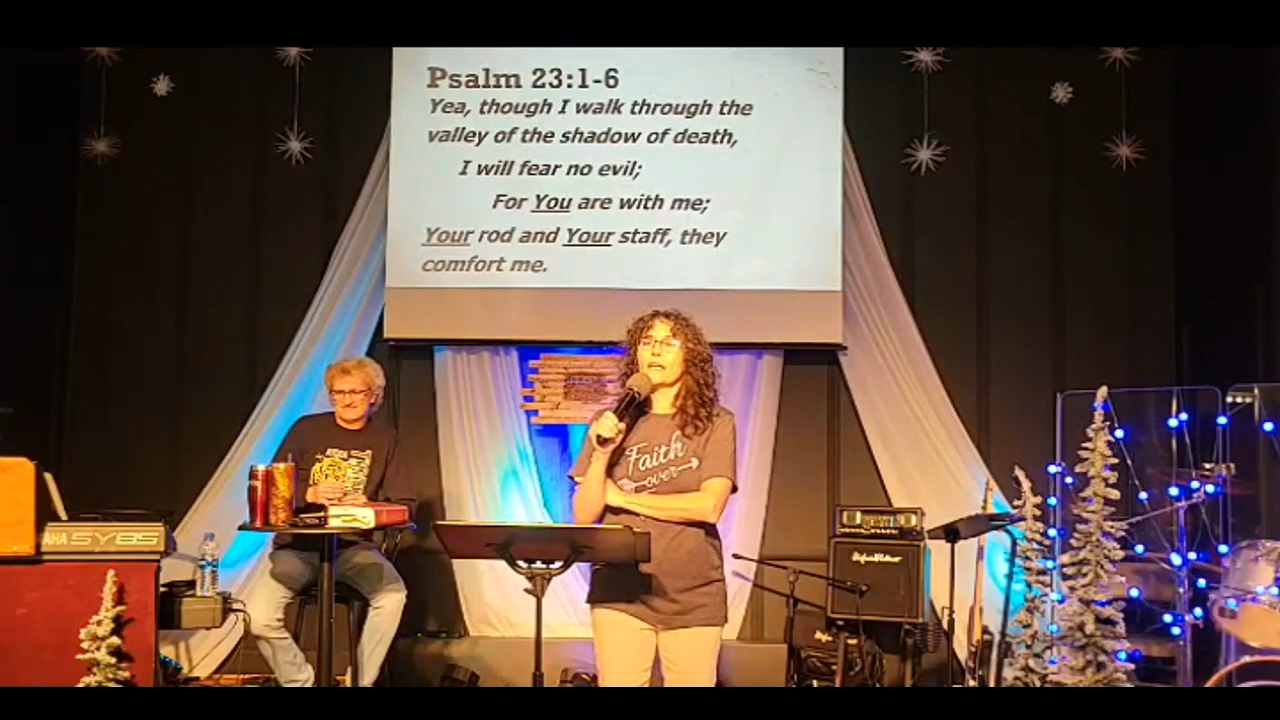 Psalm 23:1-6
Yea, though I walk through the
valley of the shadow of death,
I will fear no evil;
For You are with me;
Your rod and Your staff, they
comfort me.
Faith
over
AHA SY85